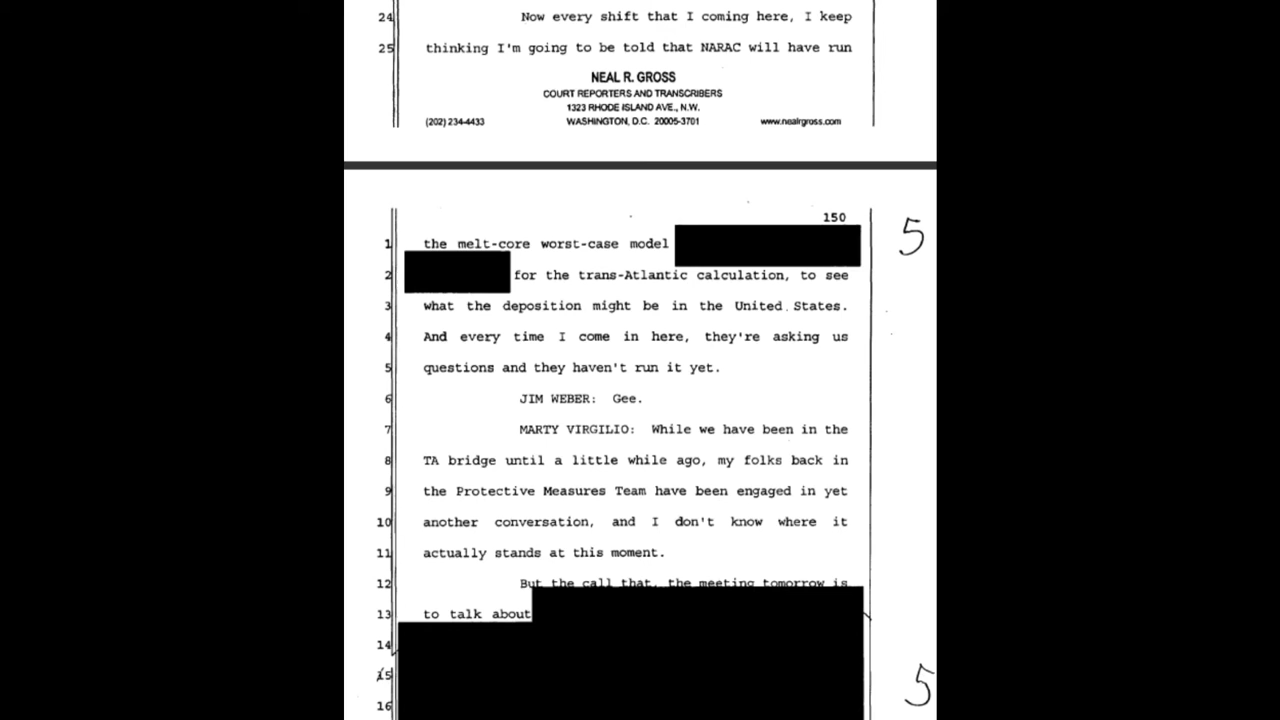 24 Now every shift that I coming here, I keep
25 thinking I'm going to be told that NARAC will have run
NEAL R. GROSS
COURT REPORTERS AND TRANSCRIBERS
1323 RHODE ISLAND AVE., N.W.
(202) 234-4433 WASHINGTON, D.C. 20005-3701 www.nealrgross.com
150
5
1 the melt-core worst-case model
2 for the trans-Atlantic calculation, to see
3 what the deposition might be in the United States.
4 And every time I come in here, they're asking us
5 questions and they haven't run it yet.
6 JIM WEBER: Gee.
7 MARTY VIRGILIO: While we have been in the
8 TA bridge until a little while ago, my folks back in
9 the Protective Measures Team have been engaged in yet
10 another conversation, and I don't know where it
11 actually stands at this moment.
12 But the call that, the meeting tomorrow is
13 to talk about
14
15
5
16